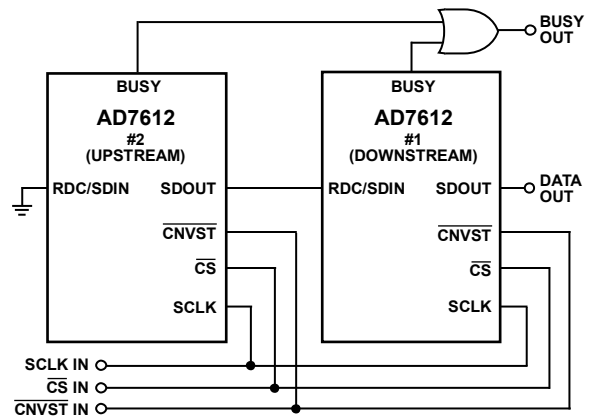 BUSY
OUT
BUSY
AD7612
#2
(UPSTREAM)
RDC/SDIN
SDOUT
CNVST
CS
SCLK
BUSY
AD7612
#1
(DOWNSTREAM)
RDC/SDIN
SDOUT
CNVST
CS
SCLK
DATA
OUT
SCLK IN
CS IN
CNVST IN